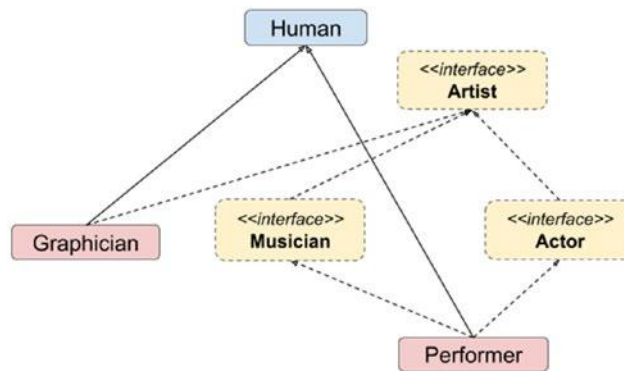 Human
<<interface>>
Artist
<<interface>>
Musician
<<interface>>
Actor
Graphician
Performer